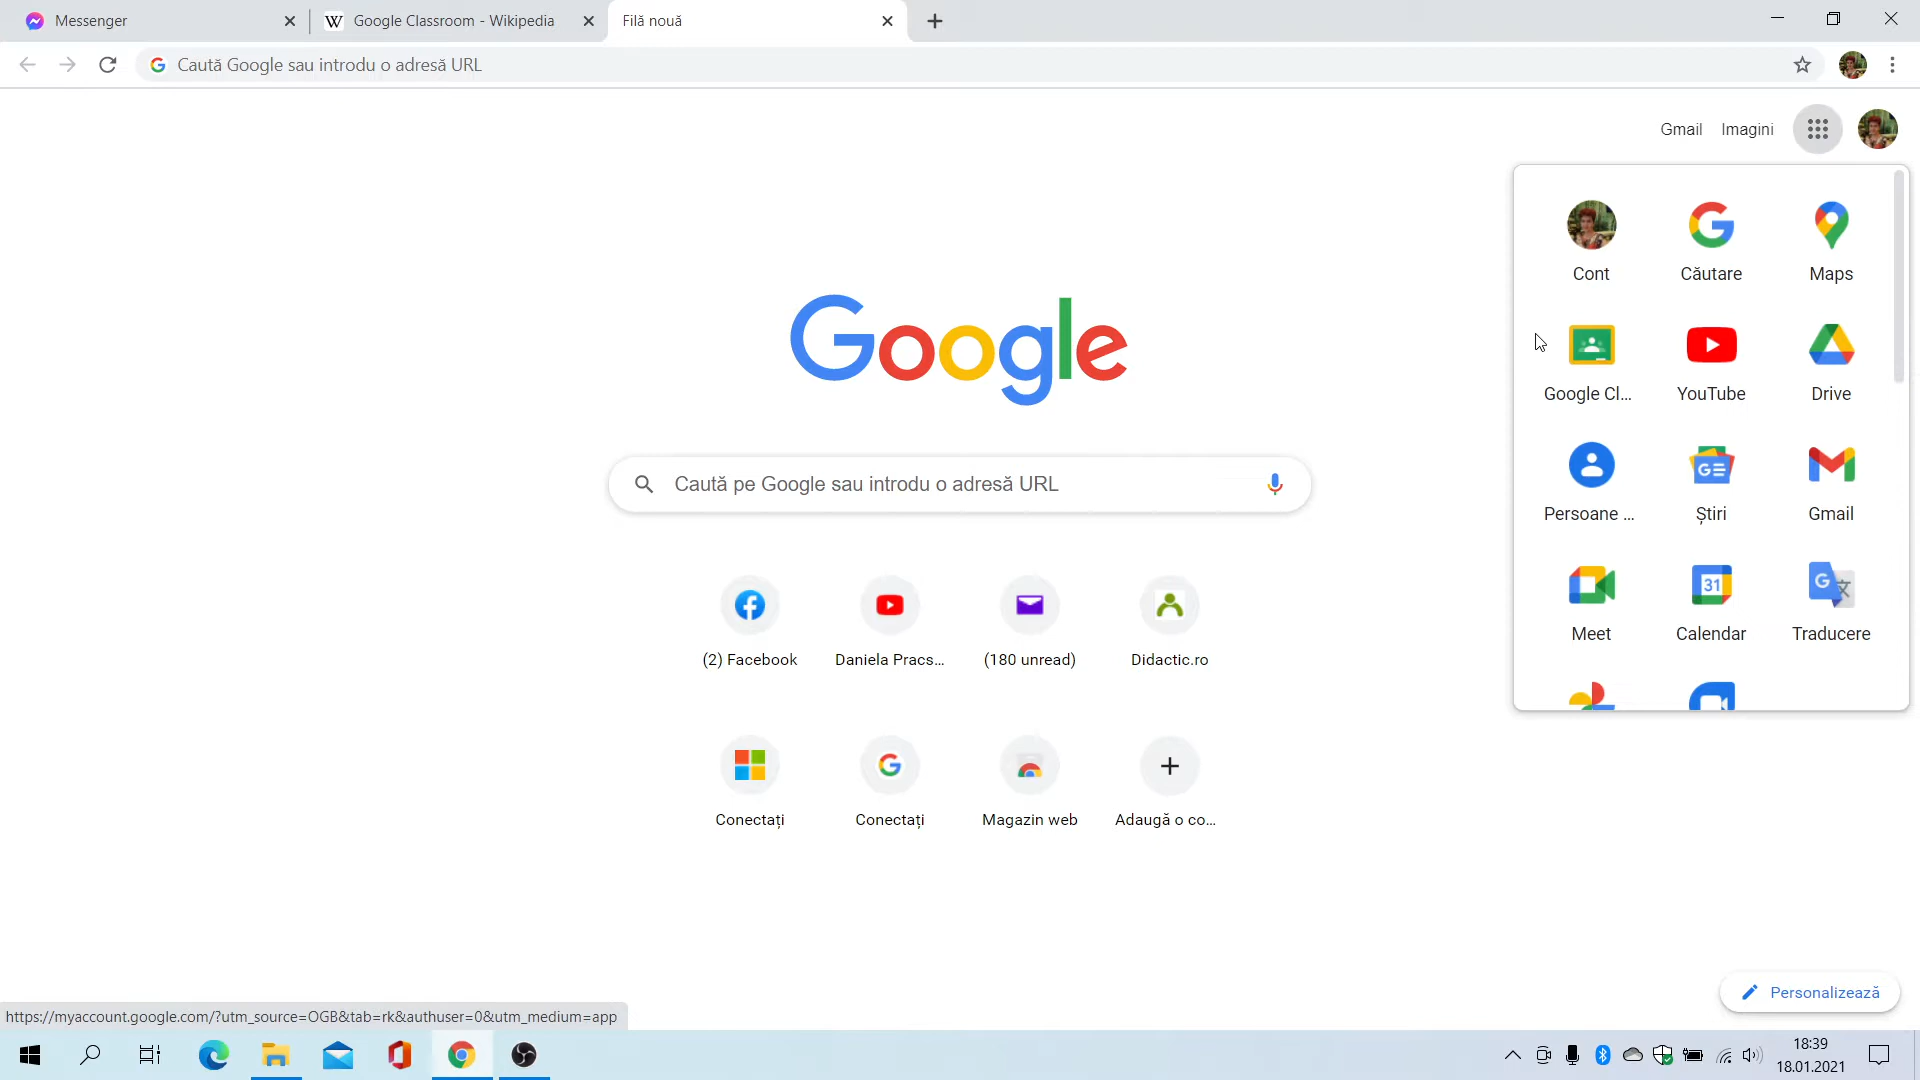 Messenger
Google Classroom - Wikipedia
Filă nouă
Caută Google sau introdu o adresă URL
Gmail Imagini
Cont Căutare Maps
Google Cl... YouTube Drive
Persoane ... Știri Gmail
31
Meet Calendar Traducere
Google
Caută pe Google sau introdu o adresă URL
(2) Facebook Daniela Pracs... (180 unread) Didactic.ro
Conectați Conectați Magazin web Adaugă o co...
Personalizează
https://myaccount.google.com/?utm_source=OGB&tab=rk&authuser=0&utm_medium=app
18:39
18.01.2021